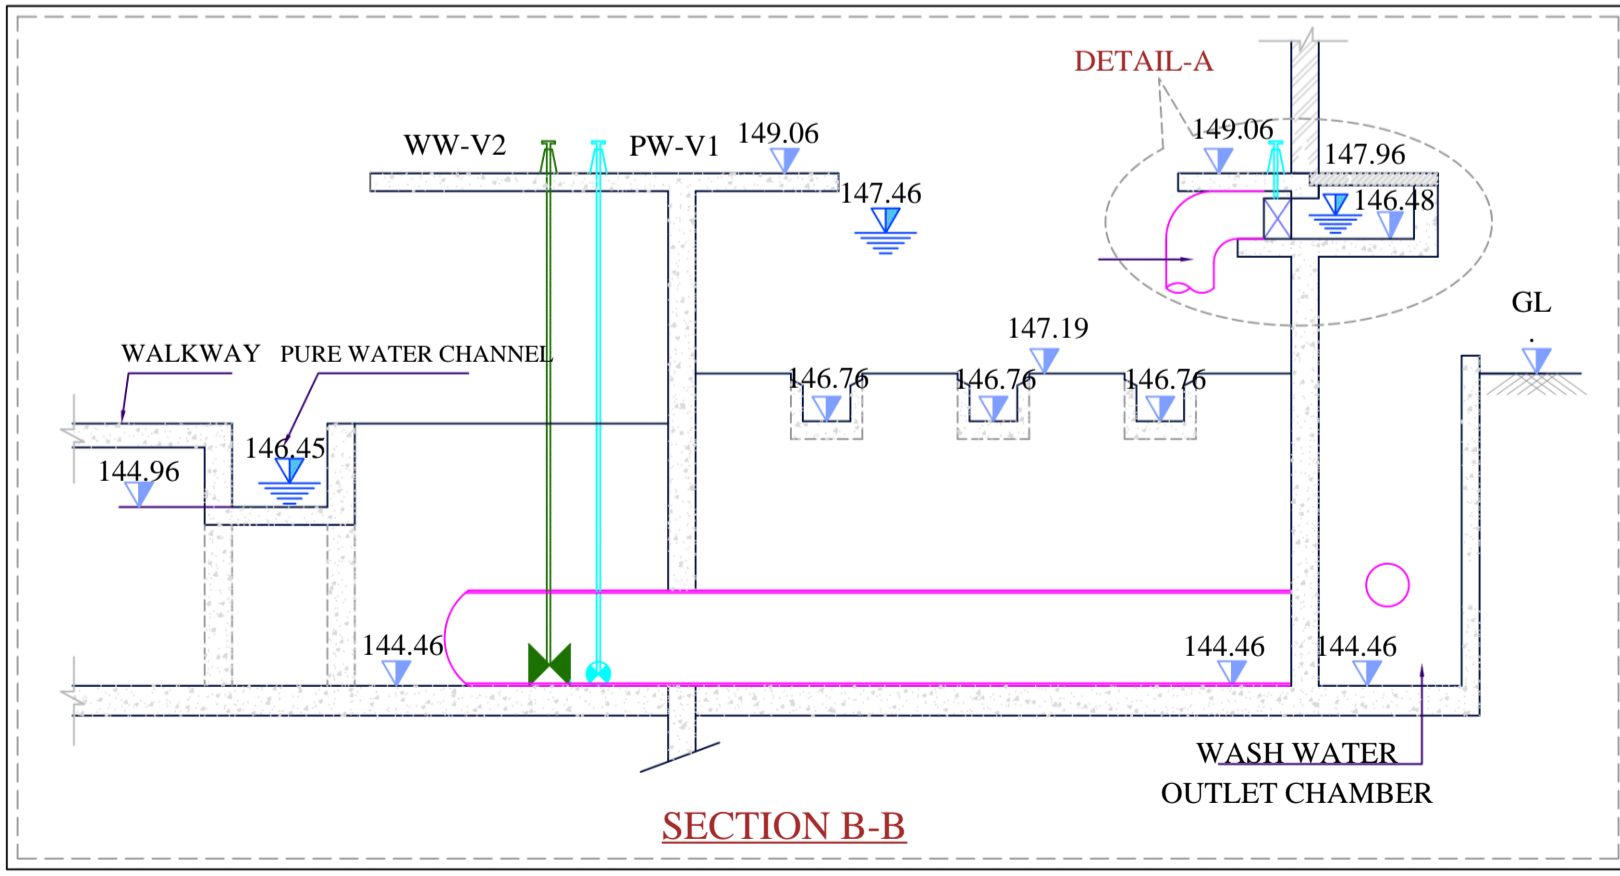 DETAIL-A
WW-V2
PW-V1
149.06
149.06
147.96
147.46
146.48
GL
.
147.19
WALKWAY
PURE WATER CHANNEL
146.76
146.76
146.76
146.45
144.96
144.46
144.46
144.46
WASH WATER
OUTLET CHAMBER
SECTION B-B